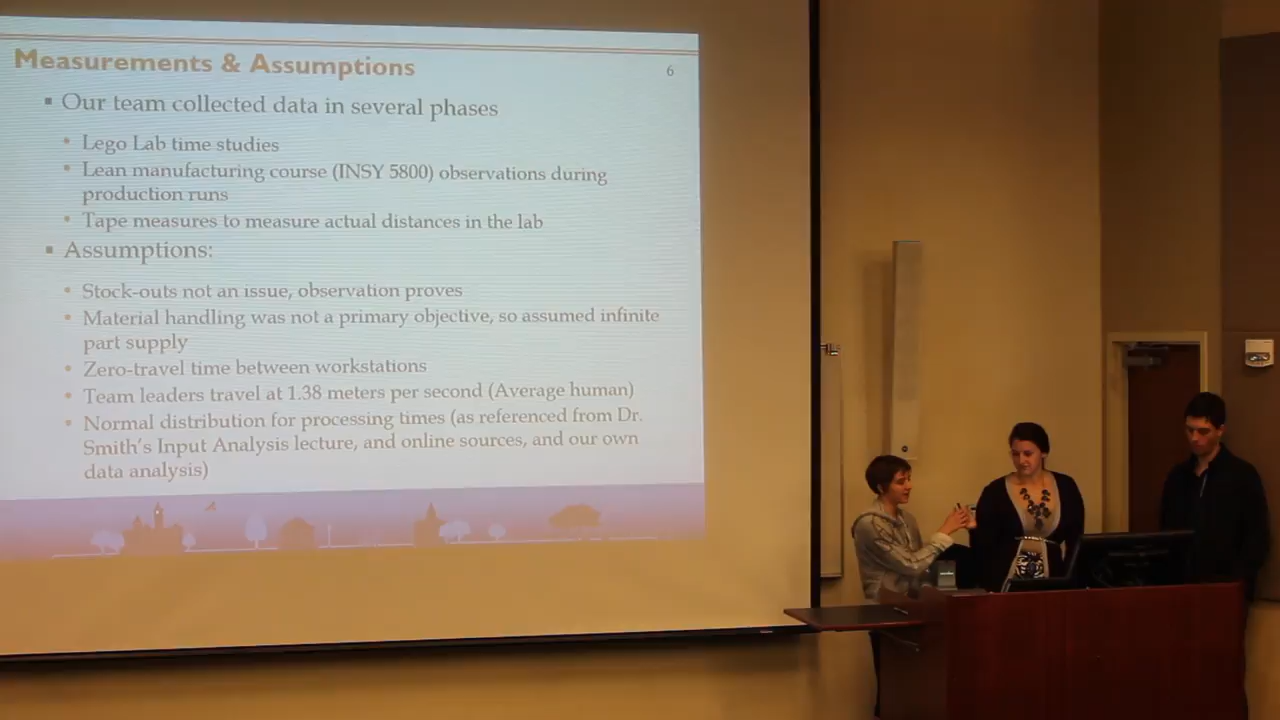 Measurements & Assumptions
6
▪ Our team collected data in several phases
• Lego Lab time studies
• Lean manufacturing course (INSY 5800) observations during
production runs
• Tape measures to measure actual distances in the lab
▪ Assumptions:
• Stock-outs not an issue, observation proves
• Material handling was not a primary objective, so assumed infinite
part supply
• Zero-travel time between workstations
• Team leaders travel at 1.38 meters per second (Average human)
• Normal distribution for processing times (as referenced from Dr.
Smith's Input Analysis lecture, and online sources, and our own
data analysis)